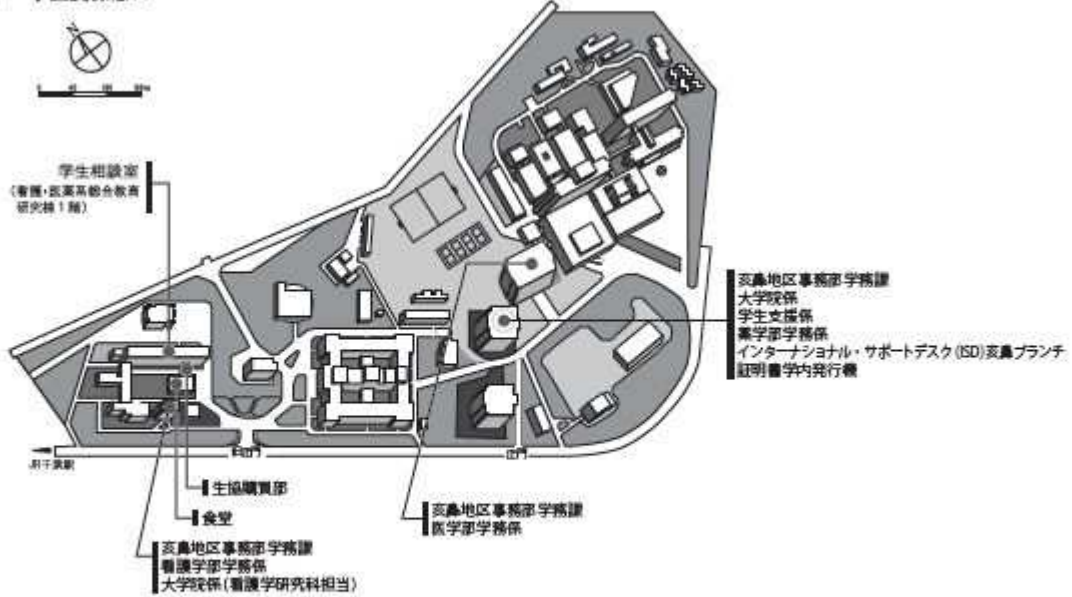 N
学生相談室
(看護・医薬系総合教育
研究棟1階)
亥鼻地区事務部学務課
大学院係
学生支援係
薬学部学務係
インターナショナル・サポートデスク(ISD)亥鼻ブランチ
証明書学内発行機
JR千葉駅
生協購買部
食堂
亥鼻地区事務部学務課
医学部学務係
亥鼻地区事務部学務課
看護学部学務係
大学院係(看護学研究科担当)